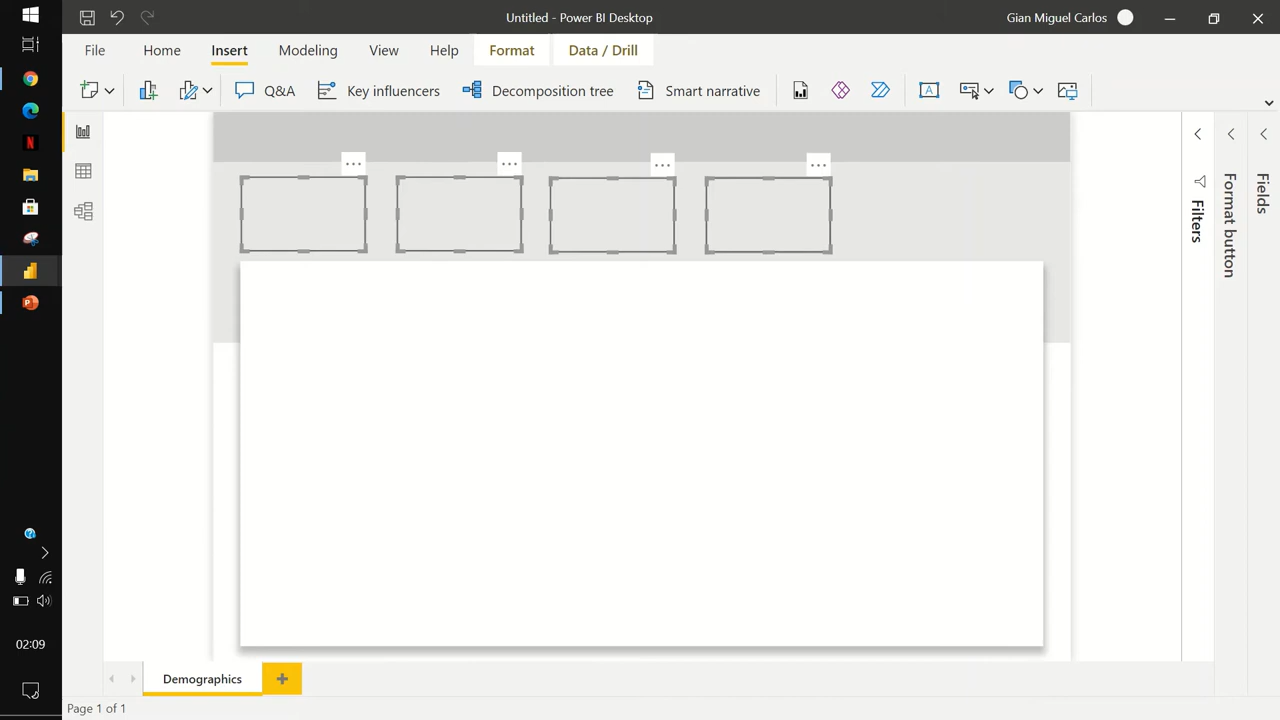 Untitled - Power BI Desktop
Gian Miguel Carlos
File
Home
Insert
Modeling
View
Help
Format
Data / Drill
Q&A
Key influencers
Decomposition tree
Smart narrative
A
Filters
Format button
Fields
02:09
Demographics
Page 1 of 1